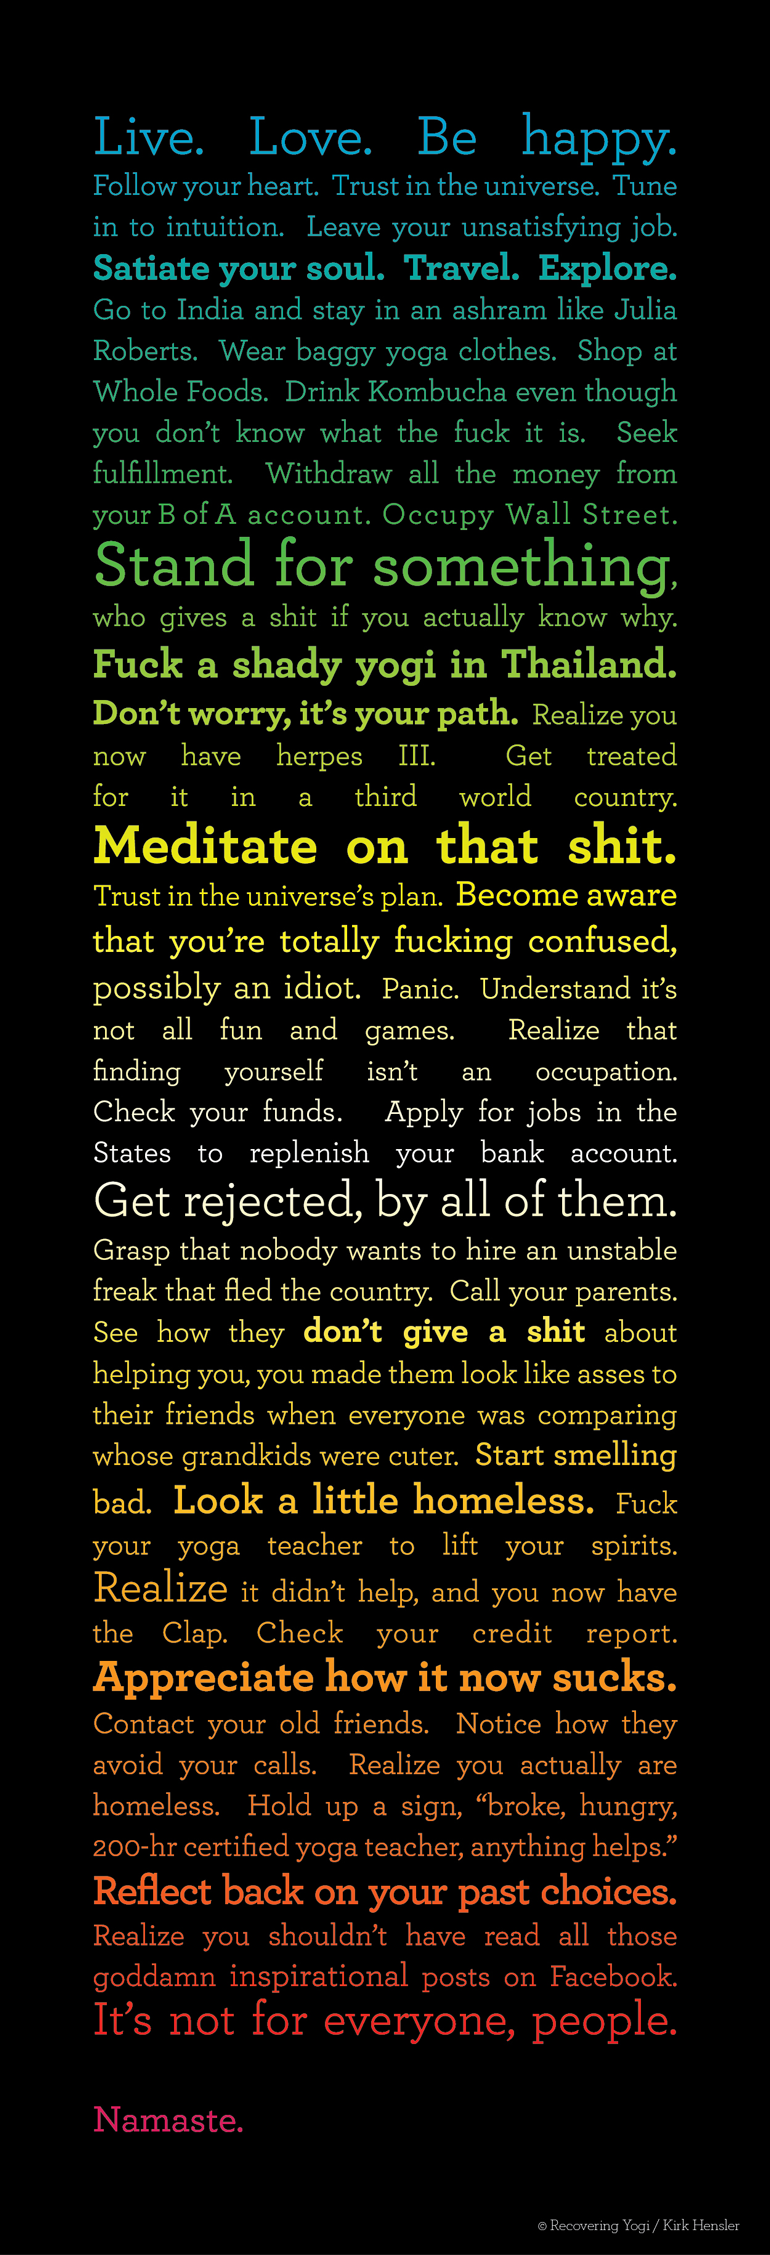 Live. Love. Be happy.
Follow your heart. Trust in the universe. Tune
in to intuition. Leave your unsatisfying job.
Satiate your soul. Travel. Explore.
Go to India and stay in an ashram like Julia
Roberts. Wear baggy yoga clothes. Shop at
Whole Foods. Drink Kombucha even though
you don't know what the fuck it is. Seek
fulfillment. Withdraw all the money from
your B of A account. Occupy Wall Street.
Stand for something,
who gives a shit if you actually know why.
Fuck a shady yogi in Thailand.
Don't worry, it's your path. Realize you
now have herpes III. Get treated
for it in a third world country.
Meditate on that shit.
Trust in the universe's plan. Become aware
that you're totally fucking confused,
possibly an idiot. Panic. Understand it's
not all fun and games. Realize that
finding yourself isn't an occupation.
Check your funds. Apply for jobs in the
States to replenish your bank account.
Get rejected, by all of them.
Grasp that nobody wants to hire an unstable
freak that fled the country. Call your parents.
See how they don't give a shit about
helping you, you made them look like asses to
their friends when everyone was comparing
whose grandkids were cuter. Start smelling
bad. Look a little homeless. Fuck
your yoga teacher to lift your spirits.
Realize it didn't help, and you now have
the Clap. Check your credit report.
Appreciate how it now sucks.
Contact your old friends. Notice how they
avoid your calls. Realize you actually are
homeless. Hold up a sign, “broke, hungry,
200-hr certified yoga teacher, anything helps.”
Reflect back on your past choices.
Realize you shouldn't have read all those
goddamn inspirational posts on Facebook.
It's not for everyone, people.
Namaste.
© Recovering Yogi / Kirk Hensler